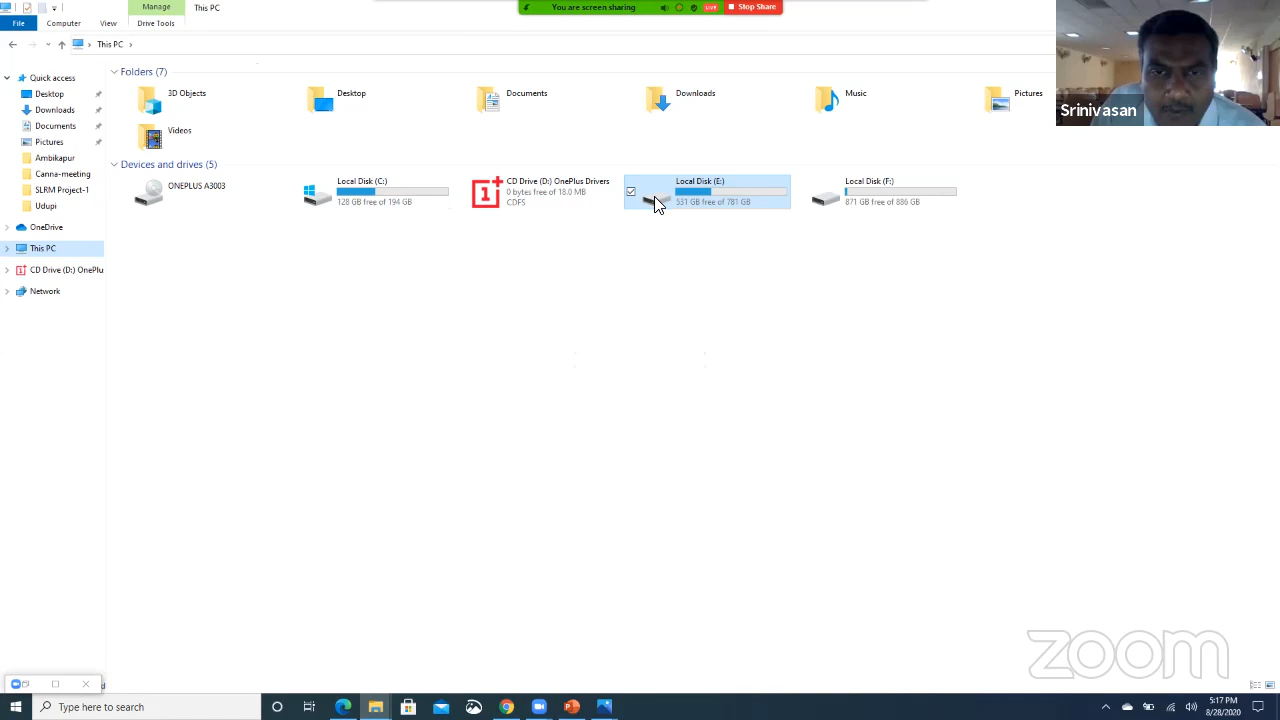 Manage
This PC
You are screen sharing
LIVE
Stop Share
File
Computer
View
Drive Tools
This PC
Srinivasan
Quick access
Desktop
Downloads
Documents
Pictures
Ambikapur
Canna-meeting
SLRM Project-1
Udupi
OneDrive
This PC
CD Drive (D:) OnePlu
Network
Folders (7)
3D Objects
Desktop
Documents
Downloads
Music
Pictures
Videos
Devices and drives (5)
ONEPLUS A3003
Local Disk (C:)
128 GB free of 194 GB
CD Drive (D:) OnePlus Drivers
0 bytes free of 18.0 MB
CDFS
Local Disk (E:)
531 GB free of 781 GB
Local Disk (F:)
871 GB free of 886 GB
zoom
Type here to search
5:17 PM
8/28/2020